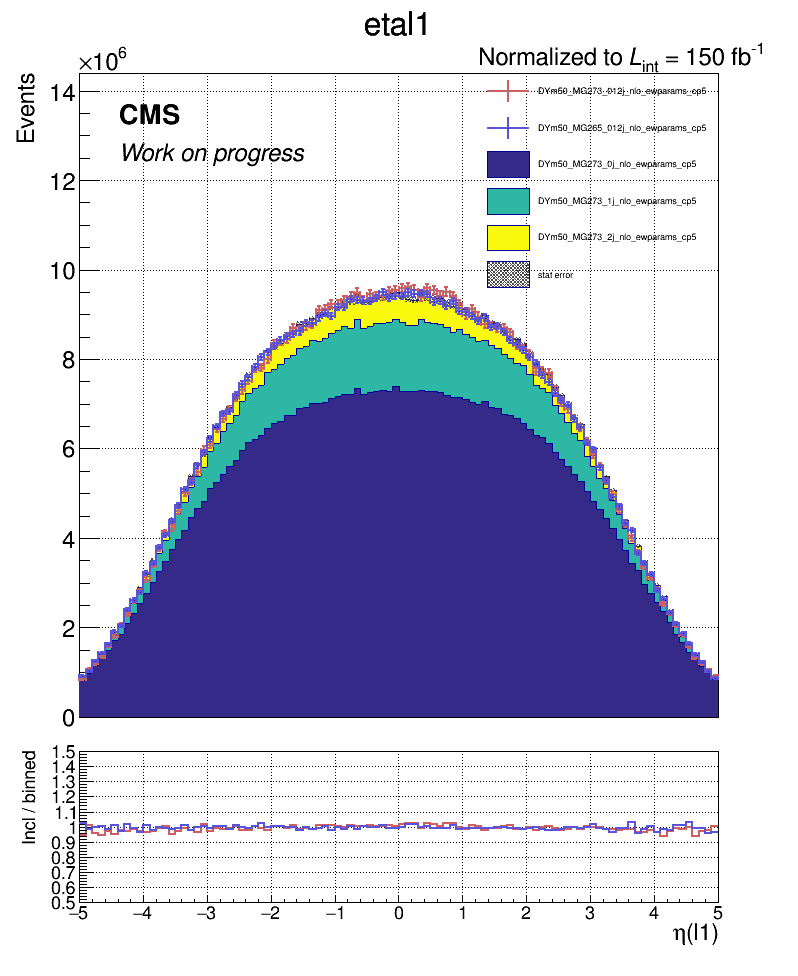 etal1
×10⁶
Normalized to Lint = 150 fb⁻¹
Events
14
12
10
8
6
4
2
0
CMS
Work on progress
DYm50_MG273_012j_nlo_ewparams_cp5
DYm50_MG265_012j_nlo_ewparams_cp5
DYm50_MG273_0j_nlo_ewparams_cp5
DYm50_MG273_1j_nlo_ewparams_cp5
DYm50_MG273_2j_nlo_ewparams_cp5
stat error
Incl / binned
1.5
1.4
1.3
1.2
1.1
1
0.9
0.8
0.7
0.6
0.5
−5 −4 −3 −2 −1 0 1 2 3 4 5
η(l1)